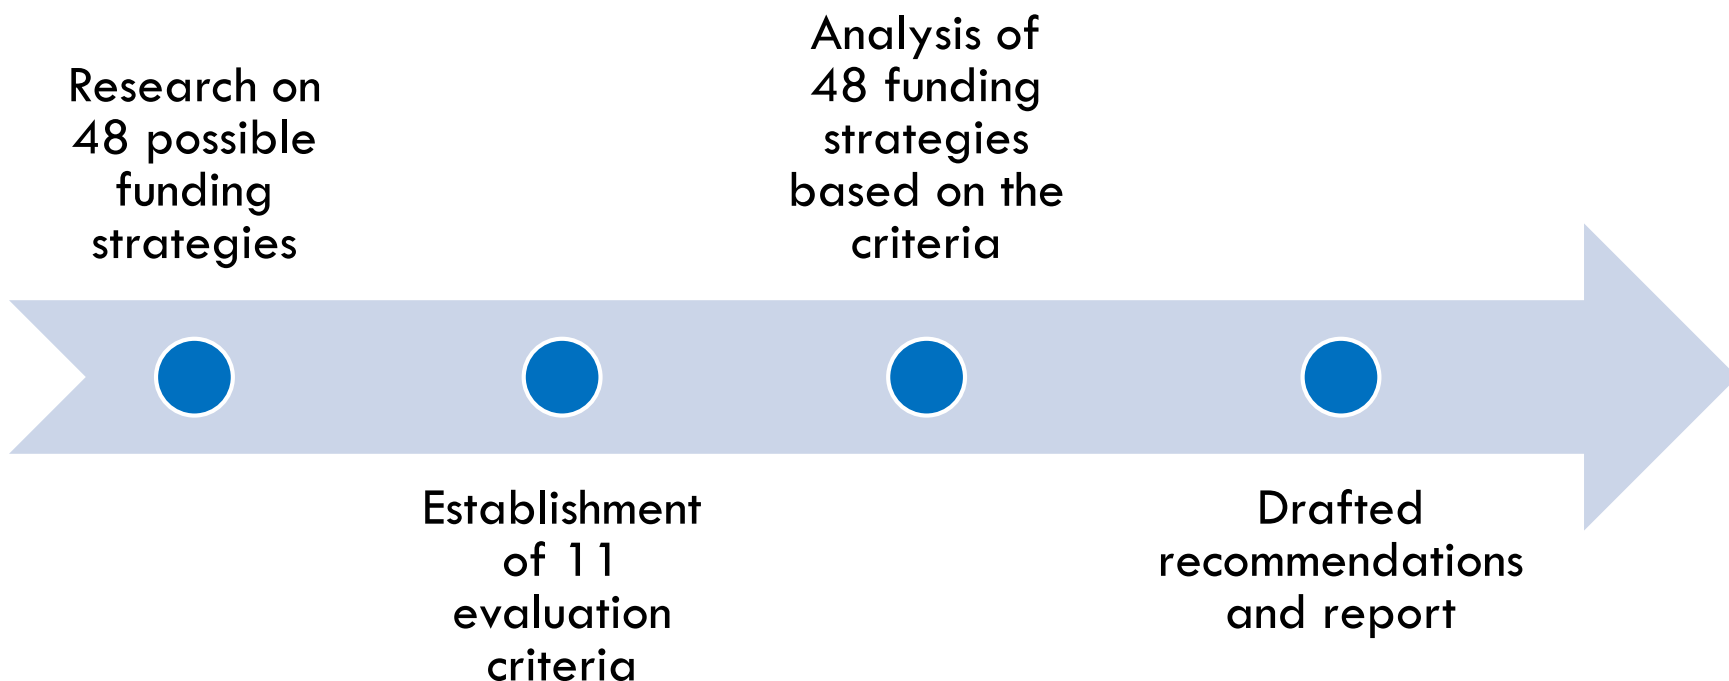 Research on
48 possible
funding
strategies
Establishment
of 11
evaluation
criteria
Analysis of
48 funding
strategies
based on the
criteria
Drafted
recommendations
and report